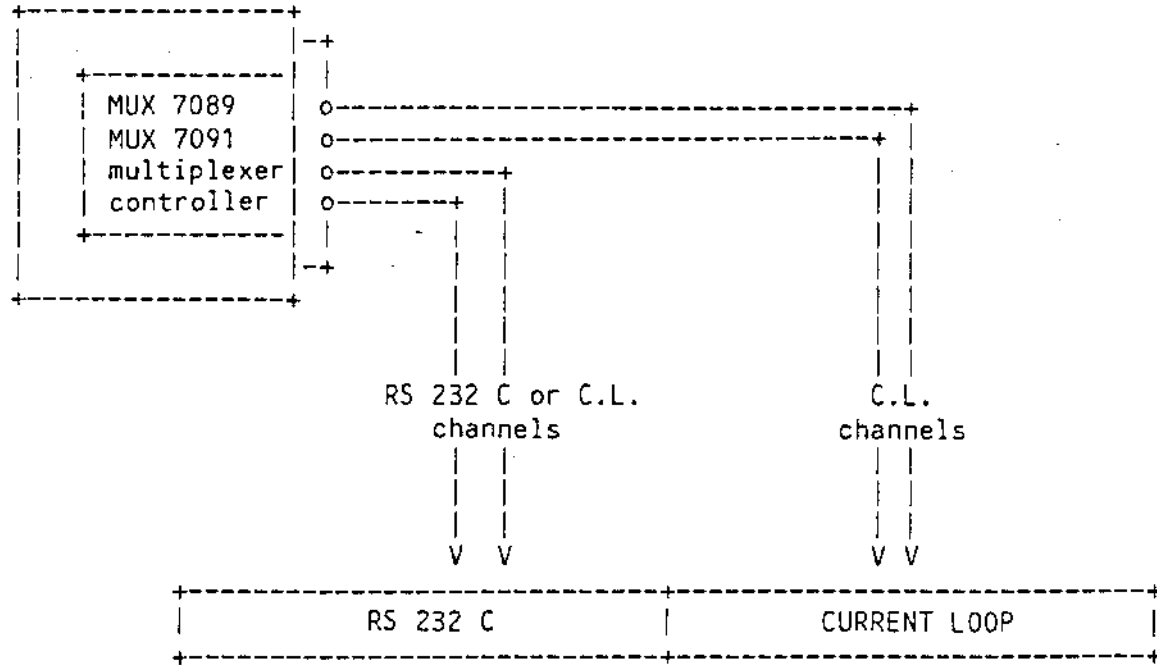 MUX 7089
MUX 7091
multiplexer
controller
RS 232 C or C.L.
channels
C.L.
channels
V V
V V
RS 232 C
CURRENT LOOP